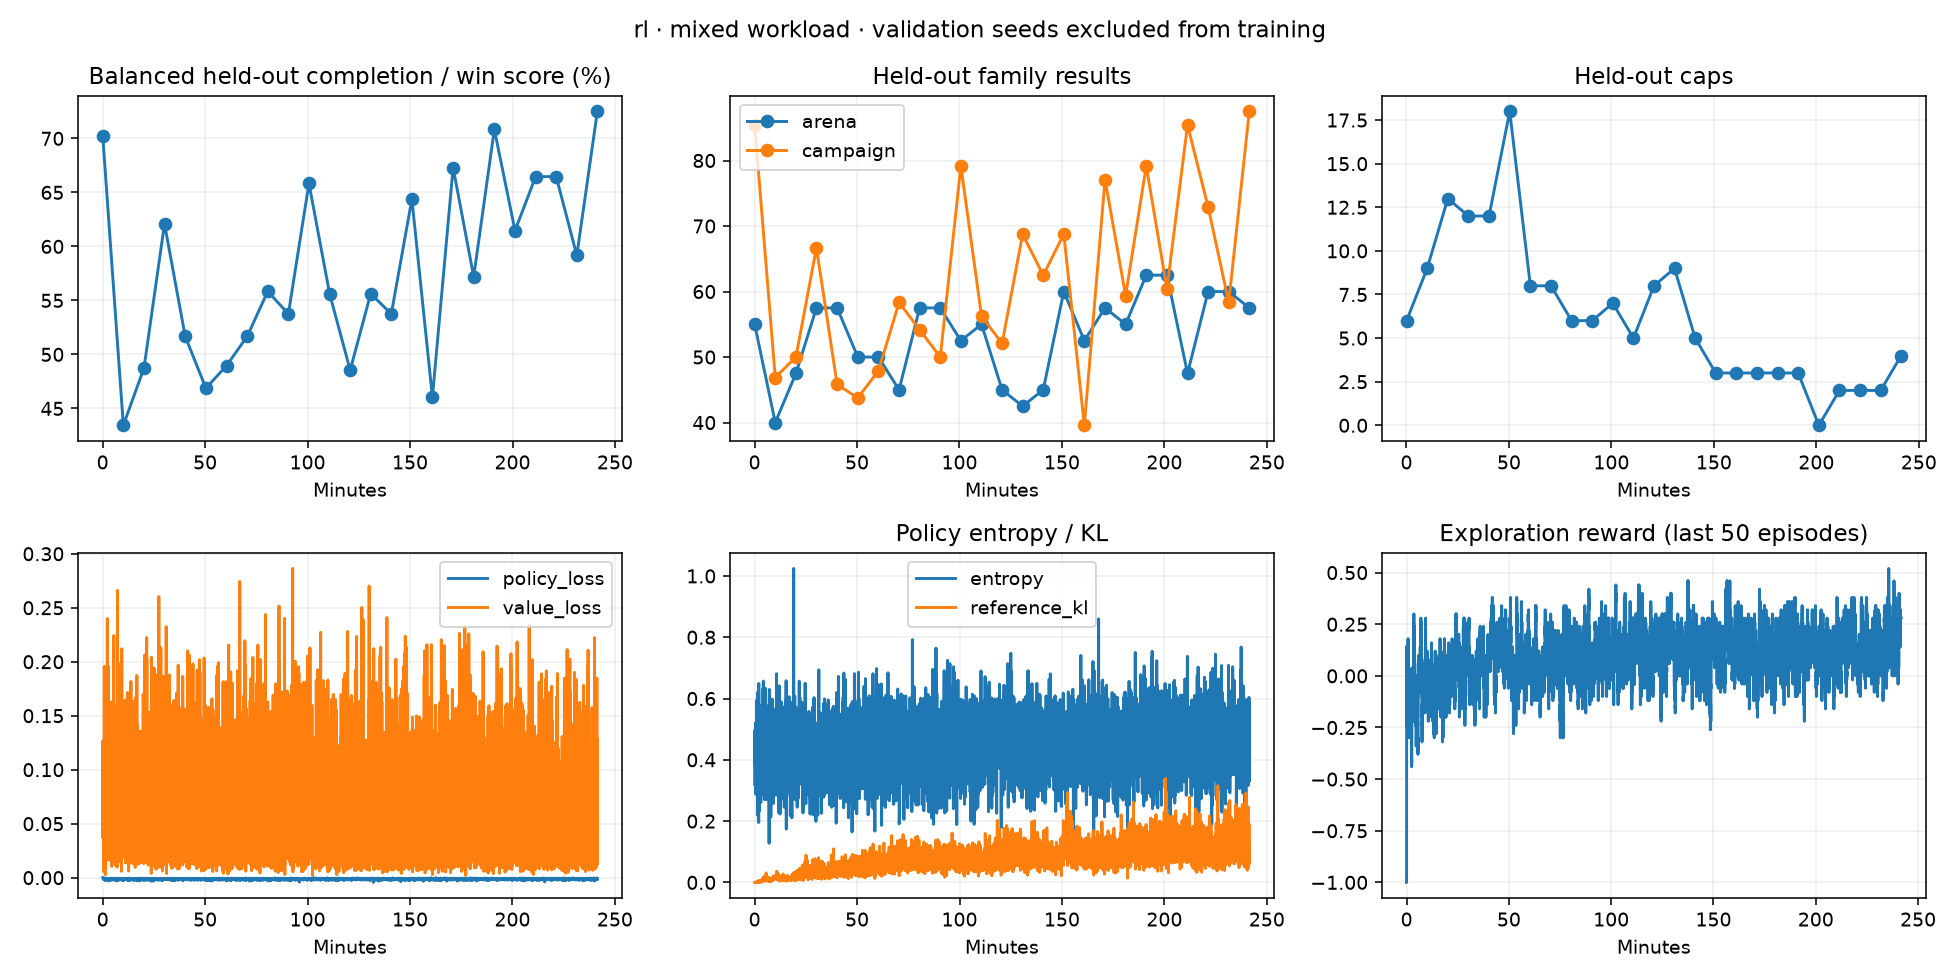 rl · mixed workload · validation seeds excluded from training
Balanced held-out completion / win score (%)
70
65
60
55
50
45
0 50 100 150 200 250
Minutes
Held-out family results
arena
campaign
80
70
60
50
40
0 50 100 150 200 250
Minutes
Held-out caps
17.5
15.0
12.5
10.0
7.5
5.0
2.5
0.0
0 50 100 150 200 250
Minutes
policy_loss
value_loss
0.30
0.25
0.20
0.15
0.10
0.05
0.00
0 50 100 150 200 250
Minutes
Policy entropy / KL
entropy
reference_kl
1.0
0.8
0.6
0.4
0.2
0.0
0 50 100 150 200 250
Minutes
Exploration reward (last 50 episodes)
0.50
0.25
0.00
−0.25
−0.50
−0.75
−1.00
0 50 100 150 200 250
Minutes